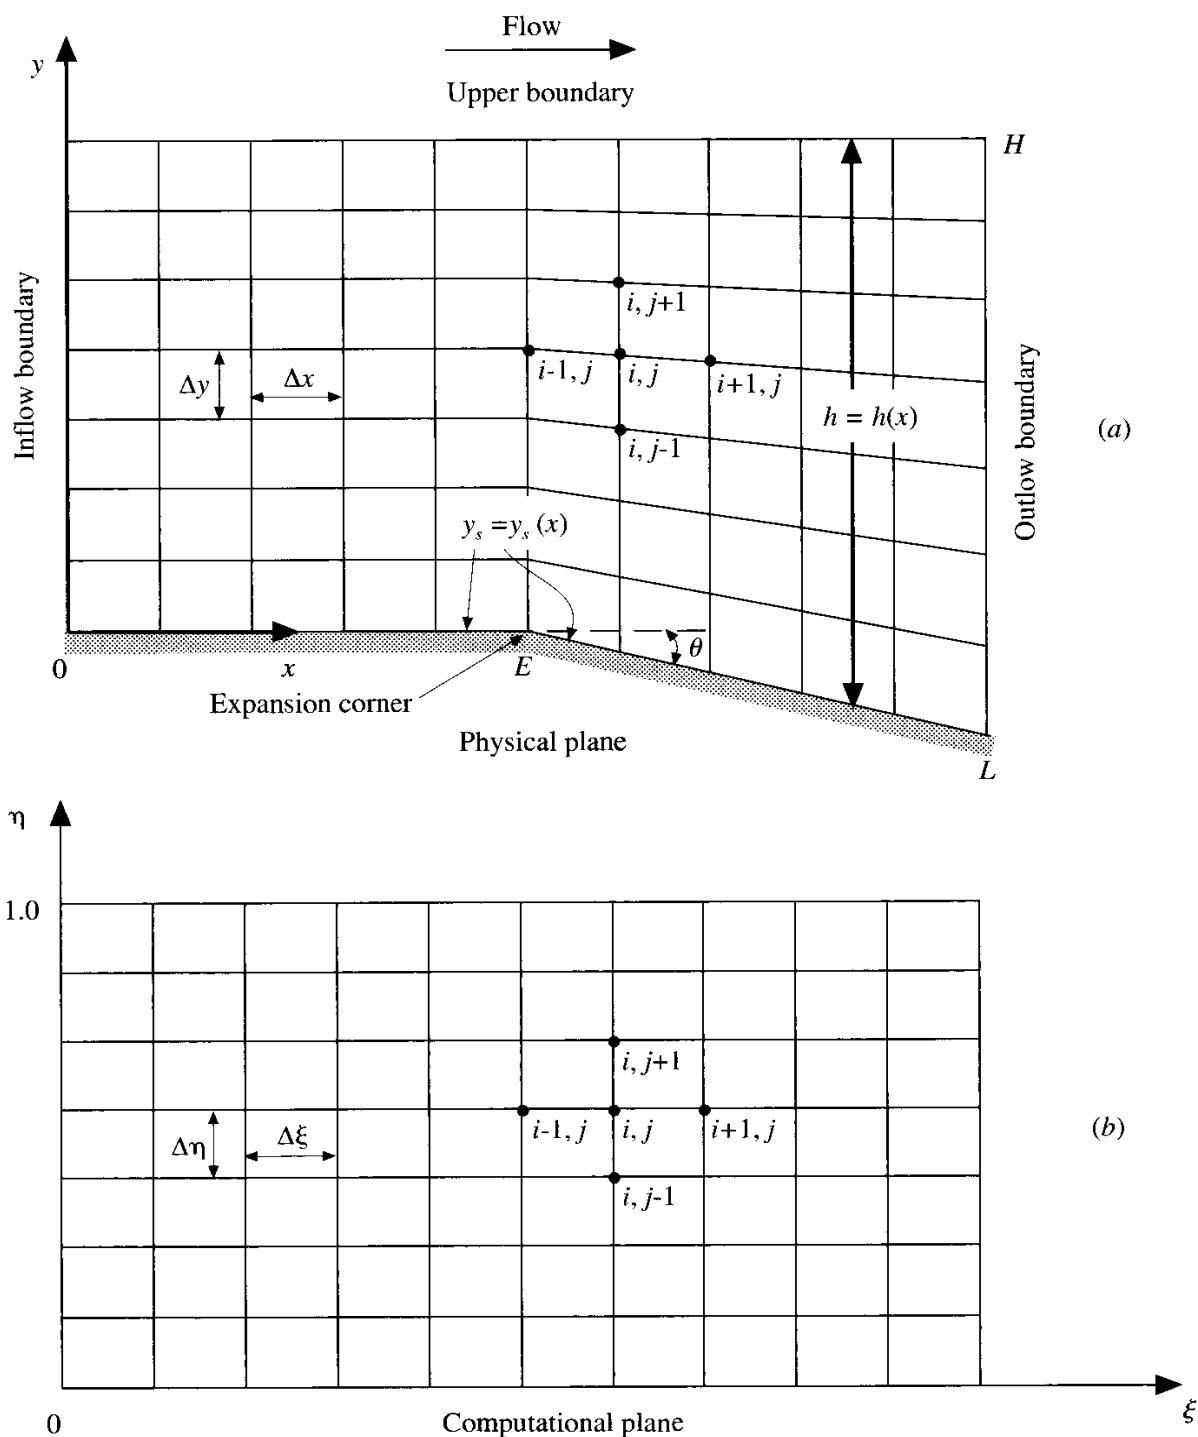 Flow
y
Upper boundary
H
Inflow boundary
i, j+1
Δy
Δx
i-1, j
i, j
i+1, j
h = h(x)
(a)
Outlow boundary
i, j-1
y_s =y_s (x)
θ
0
x
E
Expansion corner
Physical plane
L
η
1.0
i, j+1
Δη
Δξ
i-1, j
i, j
i+1, j
(b)
i, j-1
0
Computational plane
ξ